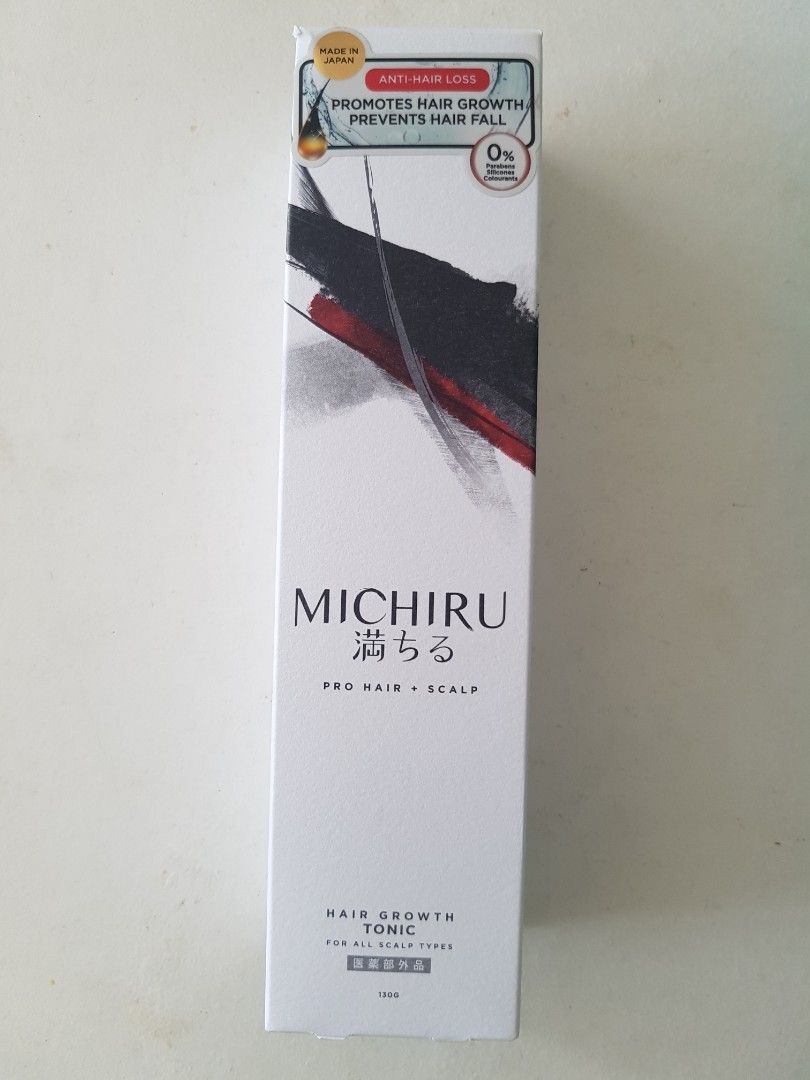 MADE IN
JAPAN
ANTI-HAIR LOSS
PROMOTES HAIR GROWTH
PREVENTS HAIR FALL
0%
Parabens
Silicones
Colourants
MICHIRU
満ちる
PRO HAIR + SCALP
HAIR GROWTH
TONIC
FOR ALL SCALP TYPES
医薬部外品
130G